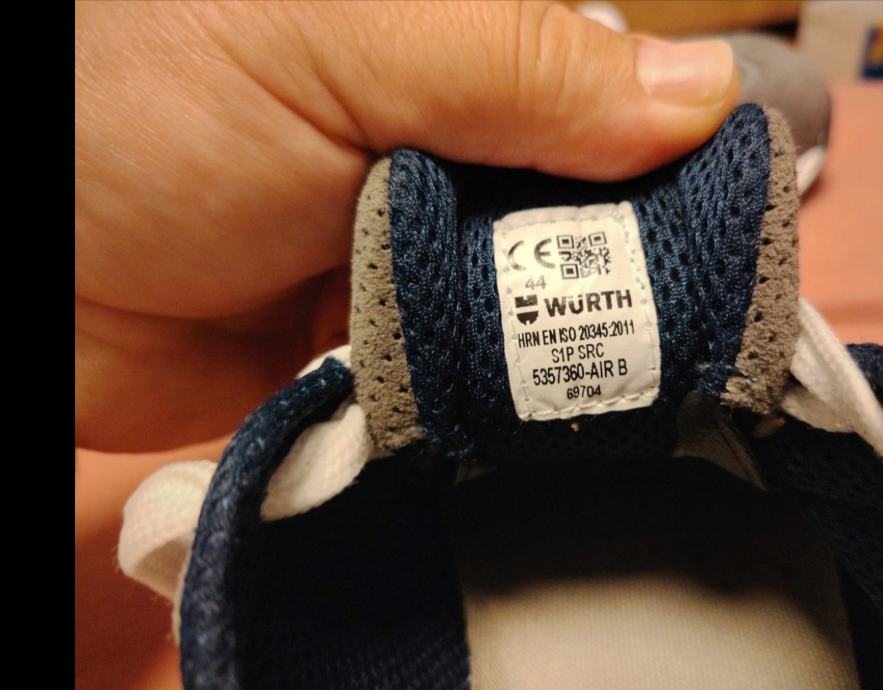 CE
44
WÜRTH
HRN EN ISO 20345:2011
S1P SRC
5357360-AIR B
69704